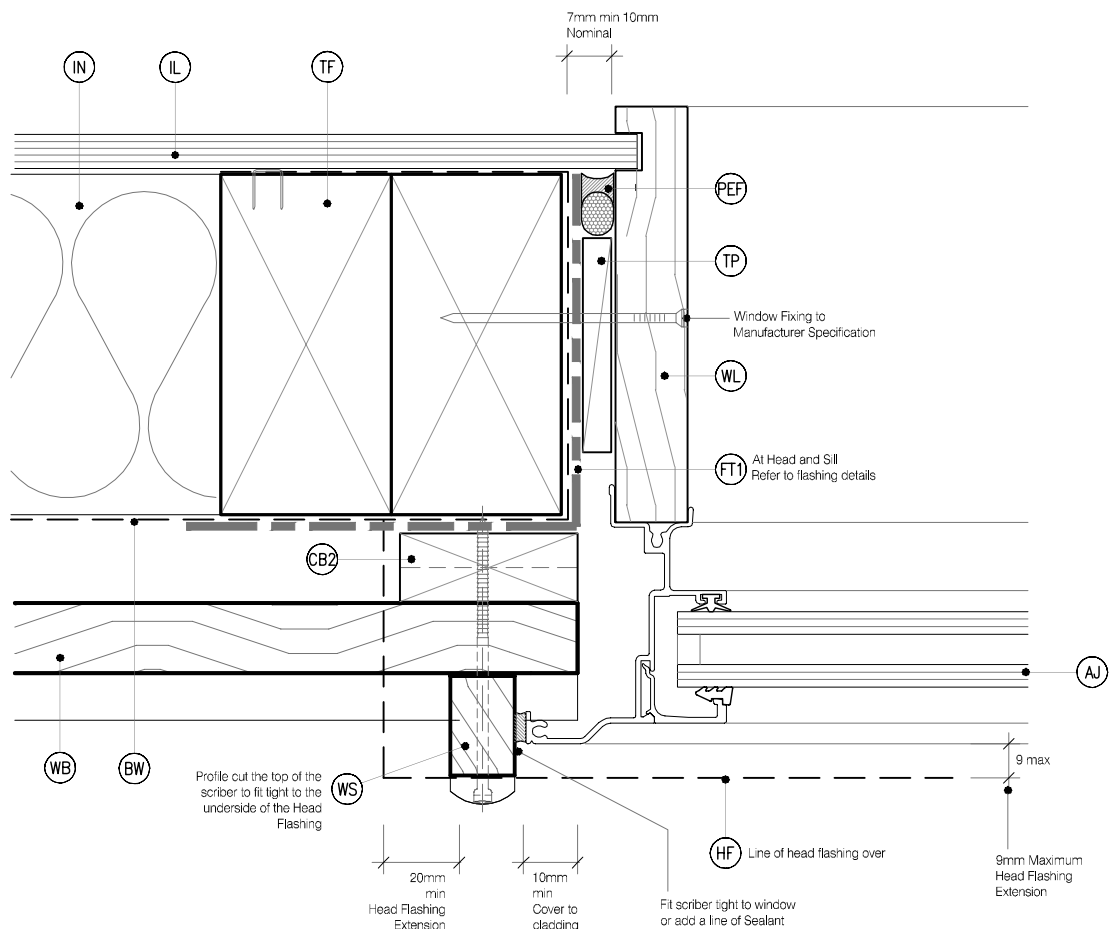 7mm min 10mm
Nominal
IN
IL
TF
PEF
TP
Window Fixing to
Manufacturer Specification
WL
FT1
At Head and Sill
Refer to flashing details
CB2
AJ
WB
BW
Profile cut the top of the
scriber to fit tight to the
underside of the Head
Flashing
WS
9 max
HF
Line of head flashing over
9mm Maximum
Head Flashing
Extension
20mm
min
Head Flashing
Extension
10mm
min
Cover to
cladding
Fit scriber tight to window
or add a line of Sealant